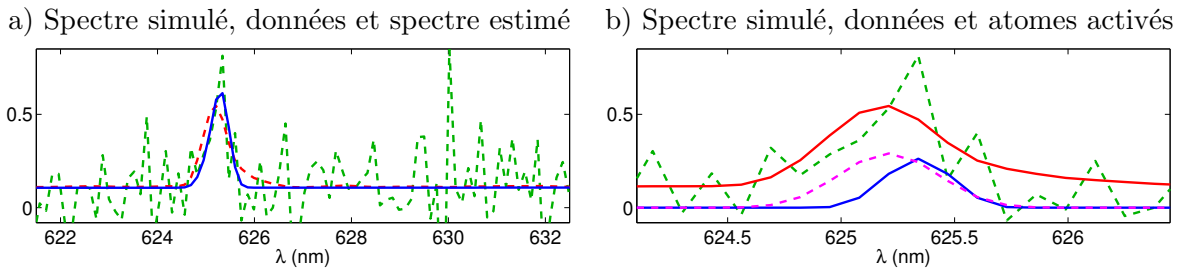 a) Spectre simulé, données et spectre estimé
b) Spectre simulé, données et atomes activés
0.5
0
622 624 626 628 630 632
λ (nm)
0.5
0
624.5 625 625.5 626
λ (nm)